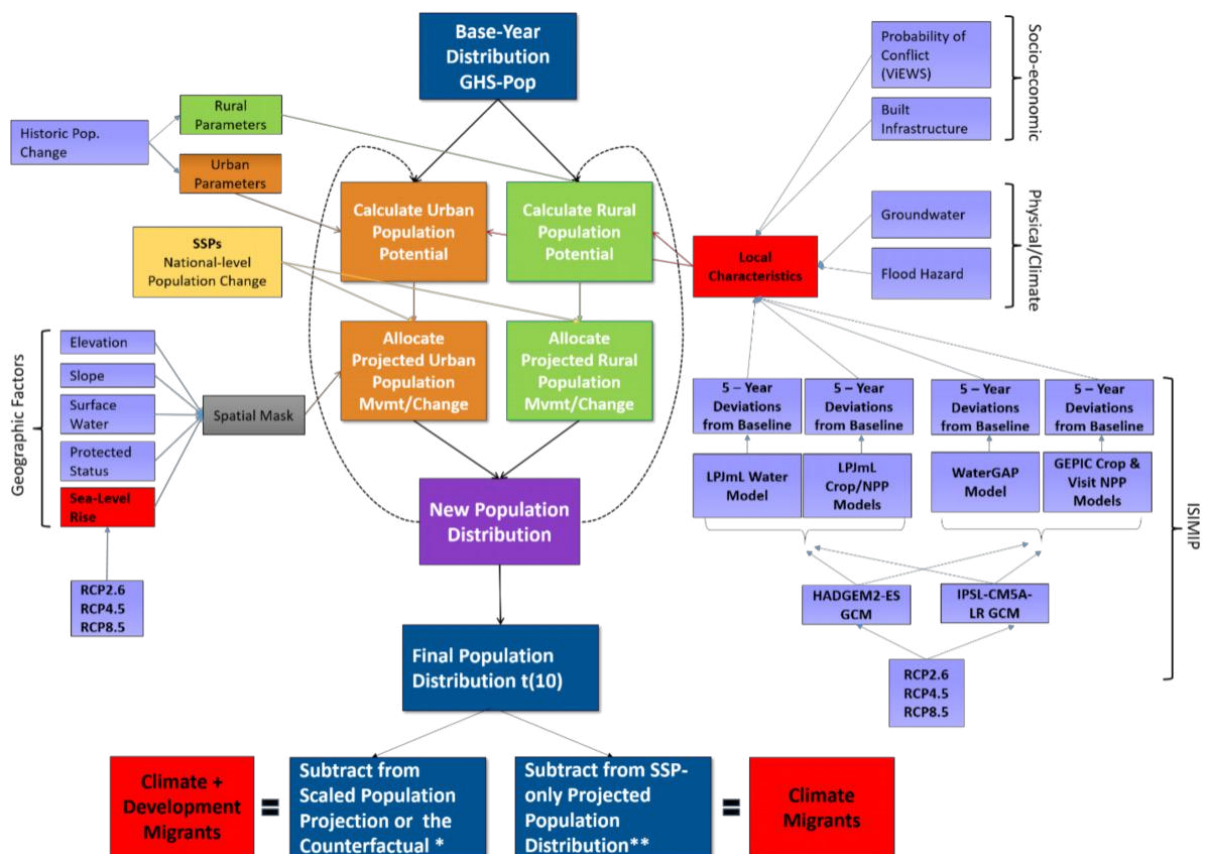 Base-Year
Distribution
GHS-Pop
Probability of
Conflict
(ViEWS)
Built
Infrastructure
Socio-economic
Rural
Parameters
Historic Pop.
Change
Urban
Parameters
Calculate Urban
Population
Potential
Calculate Rural
Population
Potential
Groundwater
Flood Hazard
Physical/Climate
Local
Characteristics
SSPs
National-level
Population Change
Geographic Factors
Elevation
Slope
Surface
Water
Protected
Status
Sea-Level
Rise
Spatial Mask
Allocate
Projected Urban
Population
Mvmt/Change
Allocate
Projected Rural
Population
Mvmt/Change
5 – Year
Deviations
from Baseline
5 – Year
Deviations
from Baseline
5 – Year
Deviations
from Baseline
5 – Year
Deviations
from Baseline
LPJmL Water
Model
LPJmL
Crop/NPP
Models
WaterGAP
Model
GEPIC Crop &
Visit NPP
Models
ISIMIP
New Population
Distribution
RCP2.6
RCP4.5
RCP8.5
HADGEM2-ES
GCM
IPSL-CM5A-
LR GCM
RCP2.6
RCP4.5
RCP8.5
Final Population
Distribution t(10)
Climate +
Development
Migrants
=
Subtract from
Scaled Population
Projection or the
Counterfactual *
Subtract from SSP-
only Projected
Population
Distribution**
=
Climate
Migrants